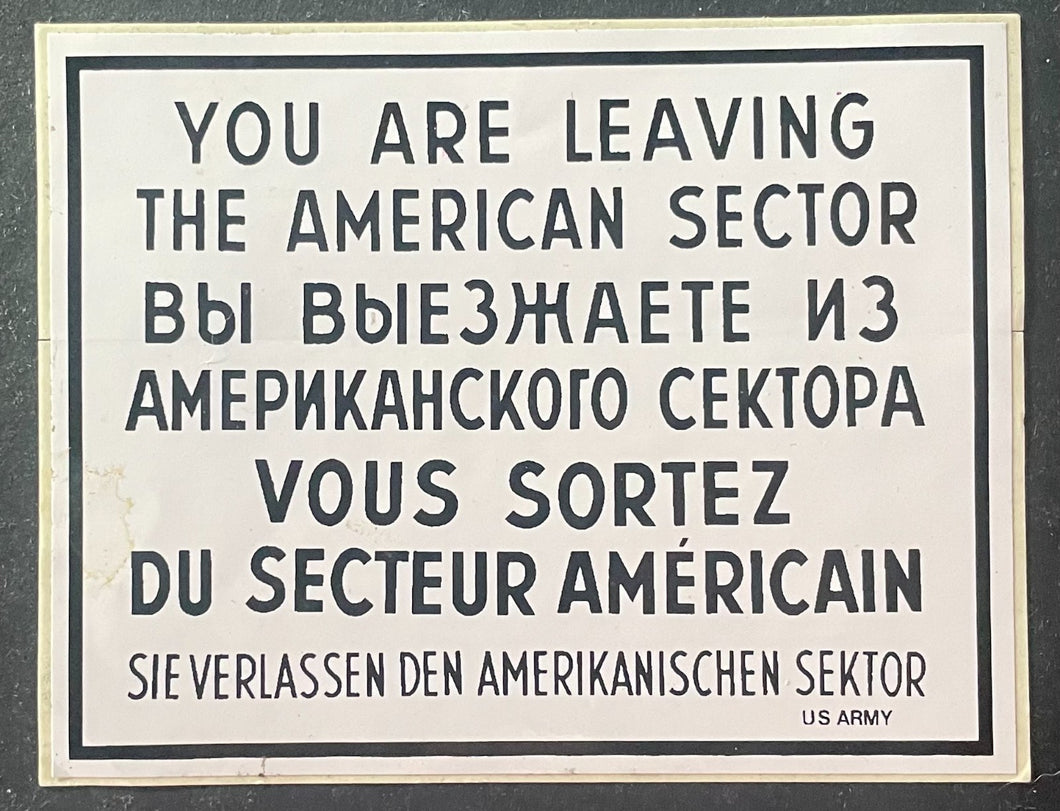 YOU ARE LEAVING
THE AMERICAN SECTOR
ВЫ ВЫЕЗЖАЕТЕ ИЗ
АМЕРИКАНСКОГО СЕКТОРА
VOUS SORTEZ
DU SECTEUR AMÉRICAIN
SIE VERLASSEN DEN AMERIKANISCHEN SEKTOR
US ARMY